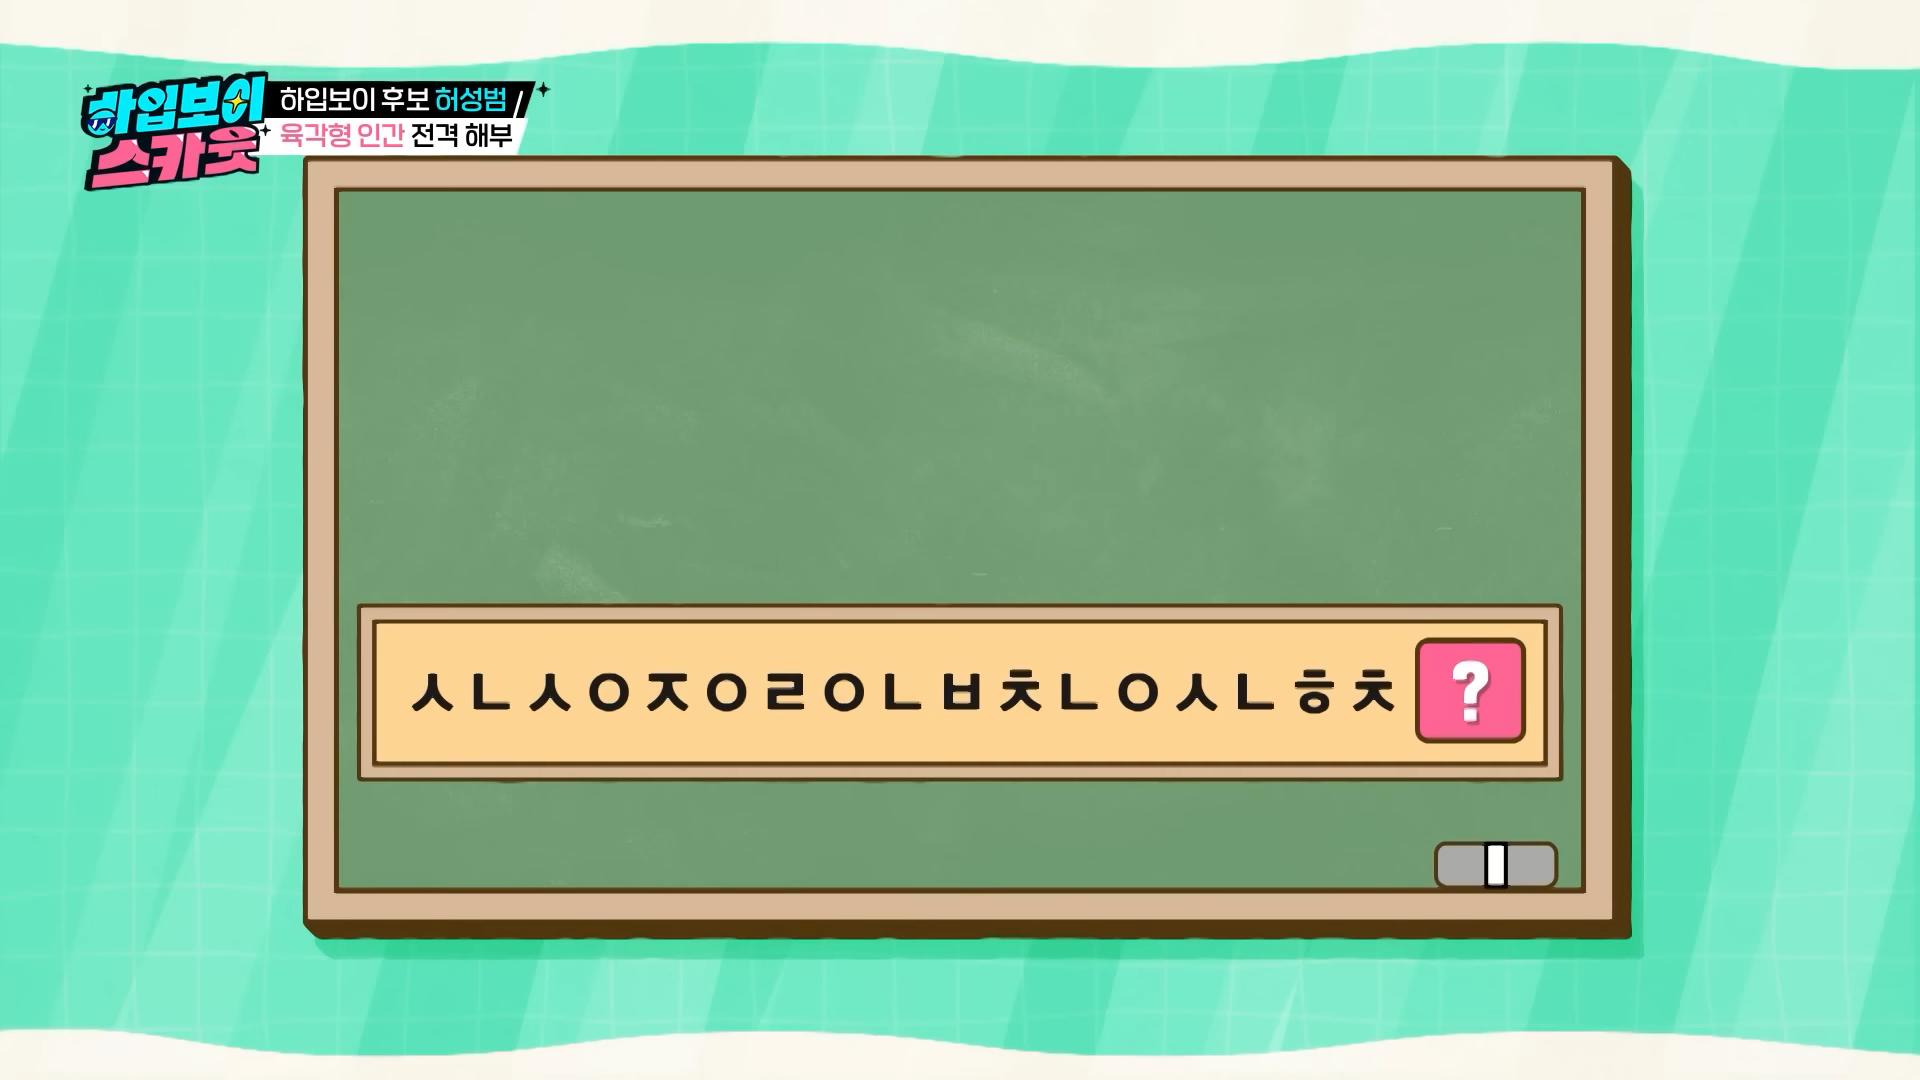 하입보이
스카웃
하입보이 후보 허성범
육각형 인간 전격 해부
ㅅㄴㅅㅇㅈㅇㄹㅇㄴㅂㅊㄴㅇㅅㄴㅎㅊ ?